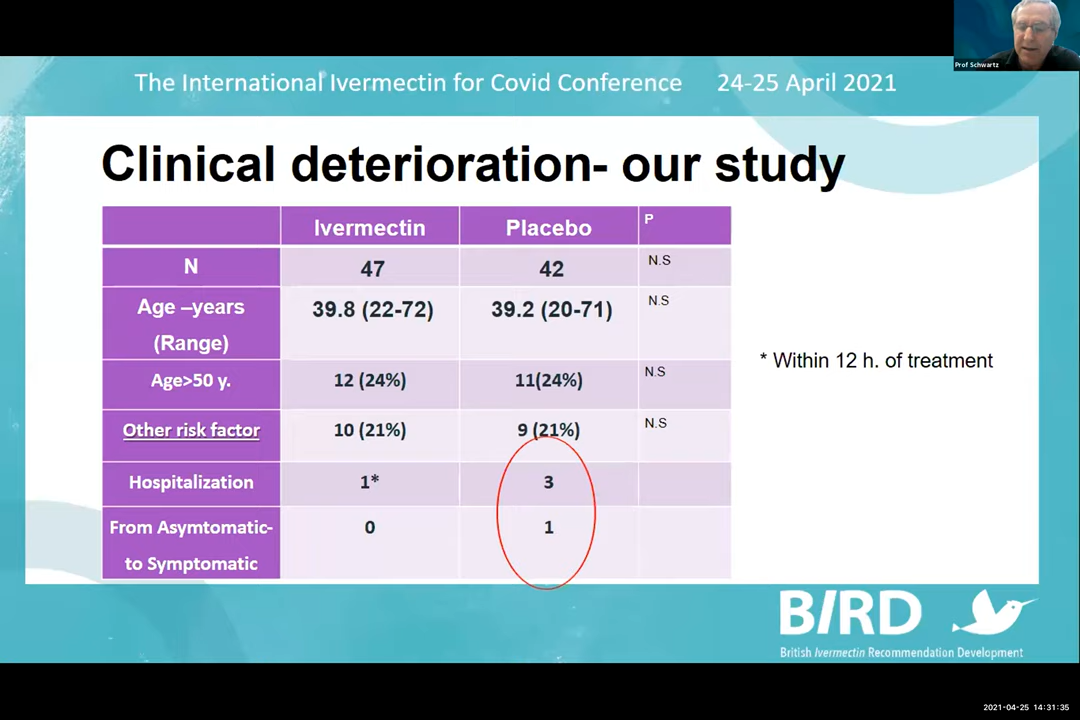 Prof Schwartz
The International Ivermectin for Covid Conference 24-25 April 2021
Clinical deterioration- our study
Ivermectin Placebo P
N 47 42 N.S
Age –years
(Range) 39.8 (22-72) 39.2 (20-71) N.S
Age>50 y. 12 (24%) 11(24%) N.S
Other risk factor 10 (21%) 9 (21%) N.S
Hospitalization 1* 3
From Asymtomatic-
to Symptomatic 0 1
* Within 12 h. of treatment
BIRD
British Ivermectin Recommendation Development
2021-04-25 14:31:35